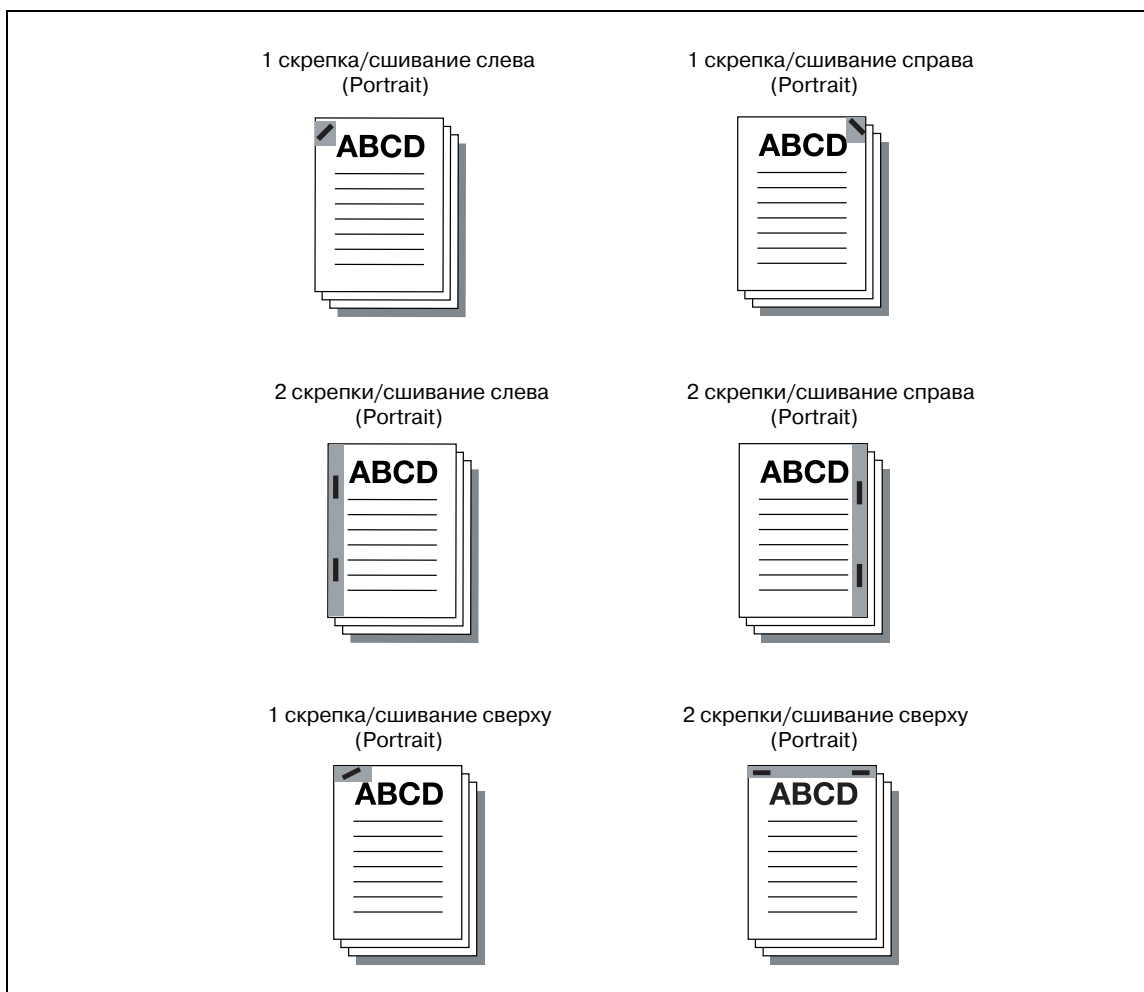 1 скрепка/сшивание слева
(Portrait)
ABCD
1 скрепка/сшивание справа
(Portrait)
ABCD
2 скрепки/сшивание слева
(Portrait)
ABCD
2 скрепки/сшивание справа
(Portrait)
ABCD
1 скрепка/сшивание сверху
(Portrait)
ABCD
2 скрепки/сшивание сверху
(Portrait)
ABCD